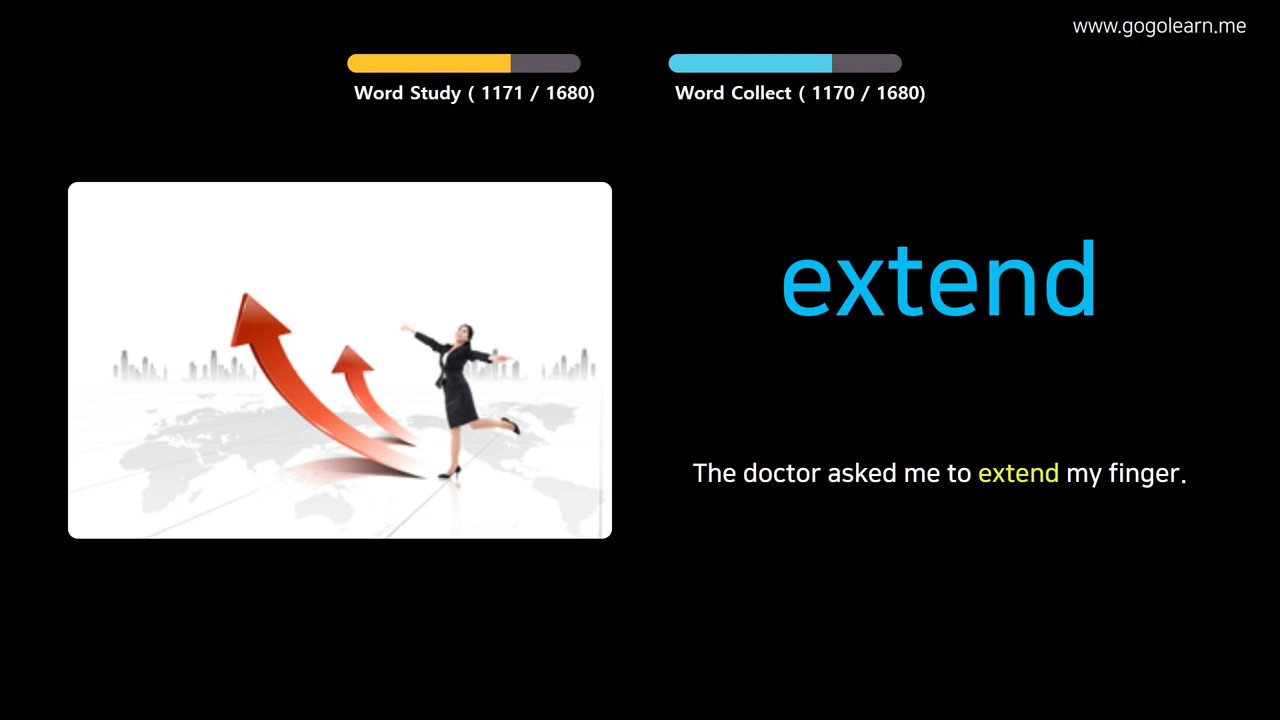 www.gogolearn.me
Word Study ( 1171 / 1680)
Word Collect ( 1170 / 1680)
extend
The doctor asked me to extend my finger.